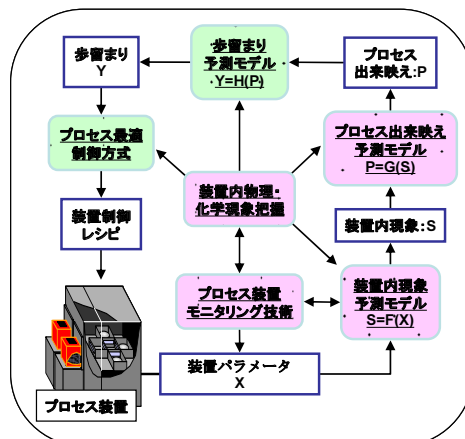 歩留まり
Y
歩留まり
予測モデル
Y=H(P)
プロセス
出来映え:P
プロセス最適
制御方式
プロセス出来映え
予測モデル
P=G(S)
装置内物理・
化学現象把握
装置制御
レシピ
装置内現象:S
プロセス装置
モニタリング技術
装置内現象
予測モデル
S=F(X)
装置パラメータ
X
プロセス装置